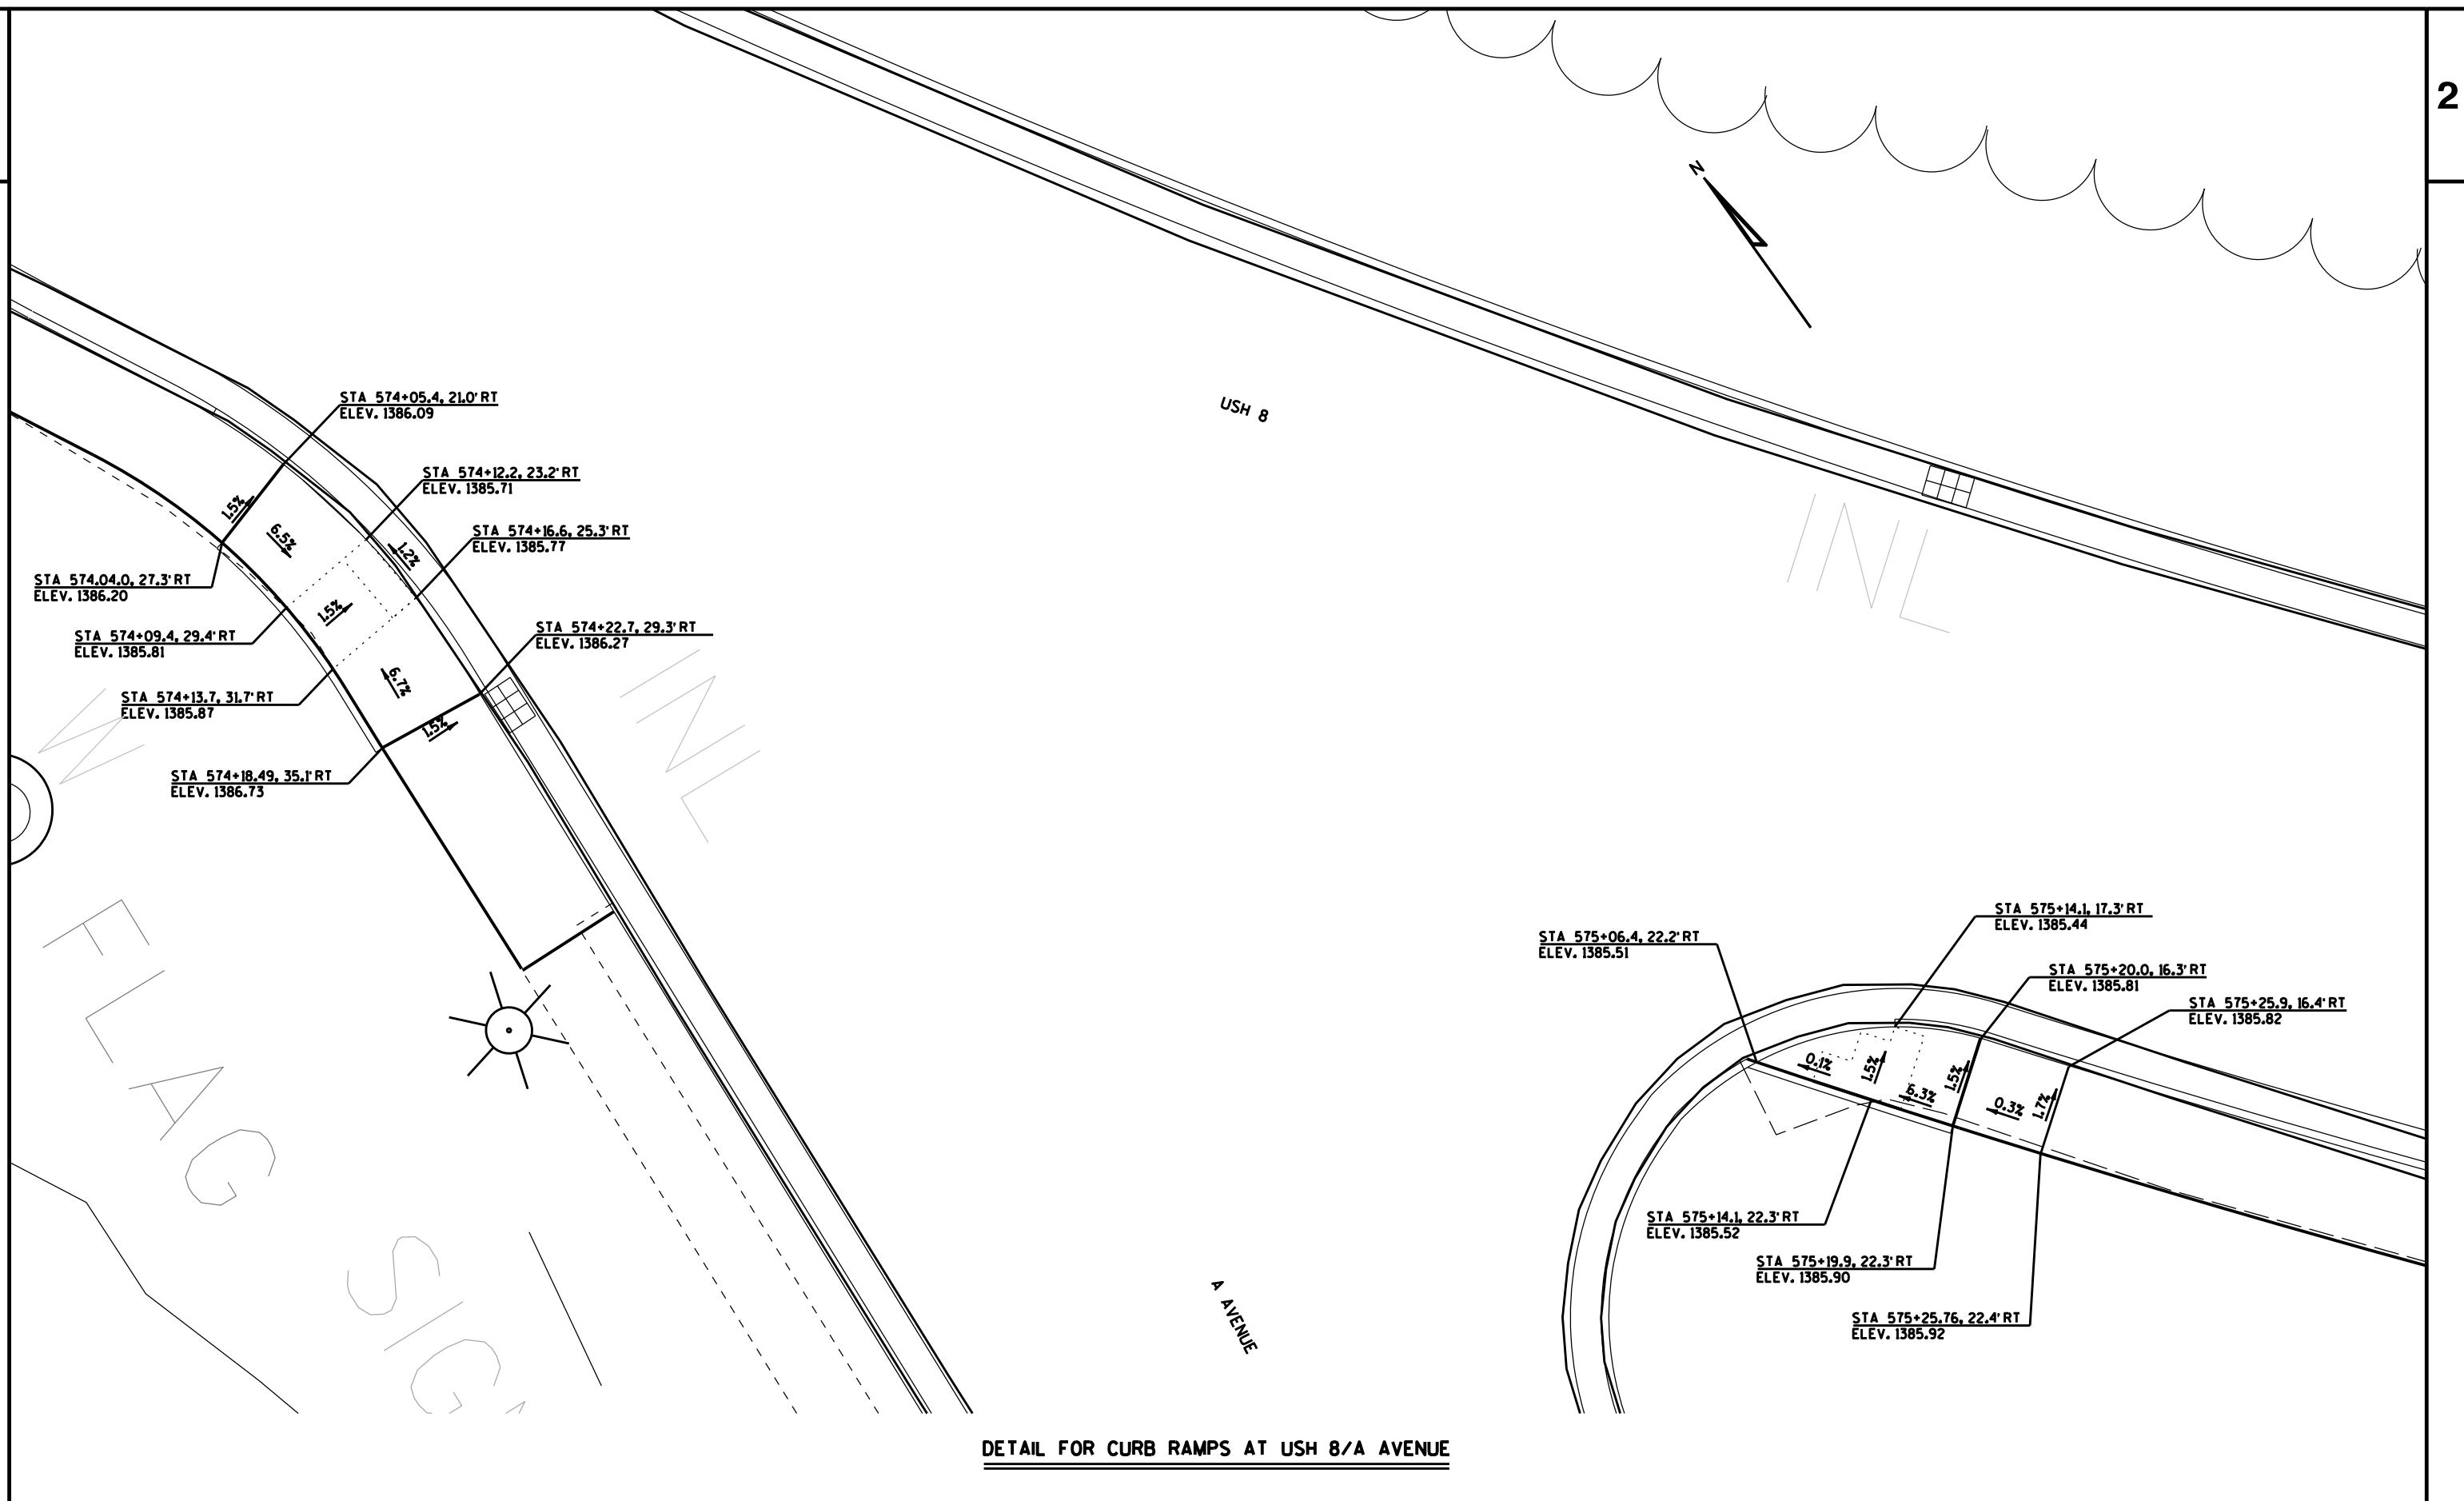 2
N
USH 8
STA 574+05.4, 21.0' RT
ELEV. 1386.09
STA 574+12.2, 23.2' RT
ELEV. 1385.71
STA 574+16.6, 25.3' RT
ELEV. 1385.77
1.5%
6.5%
1.2%
STA 574.04.0, 27.3' RT
ELEV. 1386.20
1.5%
STA 574+09.4, 29.4' RT
ELEV. 1385.81
STA 574+22.7, 29.3' RT
ELEV. 1386.27
6.7%
STA 574+13.7, 31.7' RT
ELEV. 1385.87
1.5%
STA 574+18.49, 35.1' RT
ELEV. 1386.73
INL
INL
W
FLAG
SIGN
STA 575+06.4, 22.2' RT
ELEV. 1385.51
STA 575+14.1, 17.3' RT
ELEV. 1385.44
STA 575+20.0, 16.3' RT
ELEV. 1385.81
STA 575+25.9, 16.4' RT
ELEV. 1385.82
0.1%
1.5%
6.3%
1.5%
0.3%
1.7%
STA 575+14.1, 22.3' RT
ELEV. 1385.52
STA 575+19.9, 22.3' RT
ELEV. 1385.90
STA 575+25.76, 22.4' RT
ELEV. 1385.92
A AVENUE
DETAIL FOR CURB RAMPS AT USH 8/A AVENUE